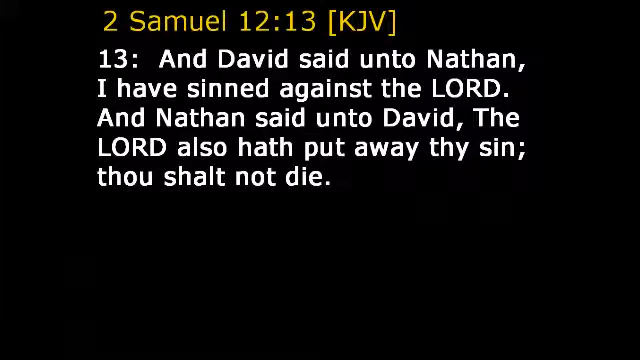 2 Samuel 12:13 [KJV]
13:  And David said unto Nathan,
I have sinned against the LORD.
And Nathan said unto David, The
LORD also hath put away thy sin;
thou shalt not die.